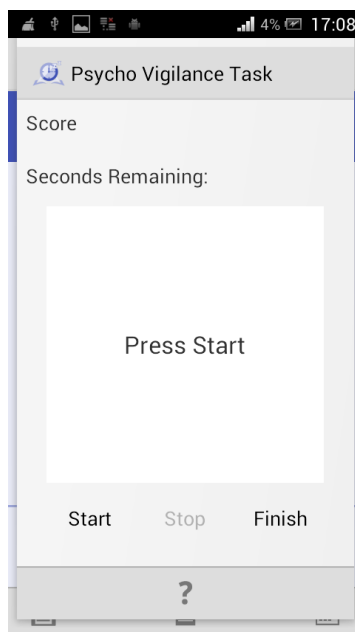 4% 17:08
Psycho Vigilance Task
Score
Seconds Remaining:
Press Start
Start Stop Finish
?